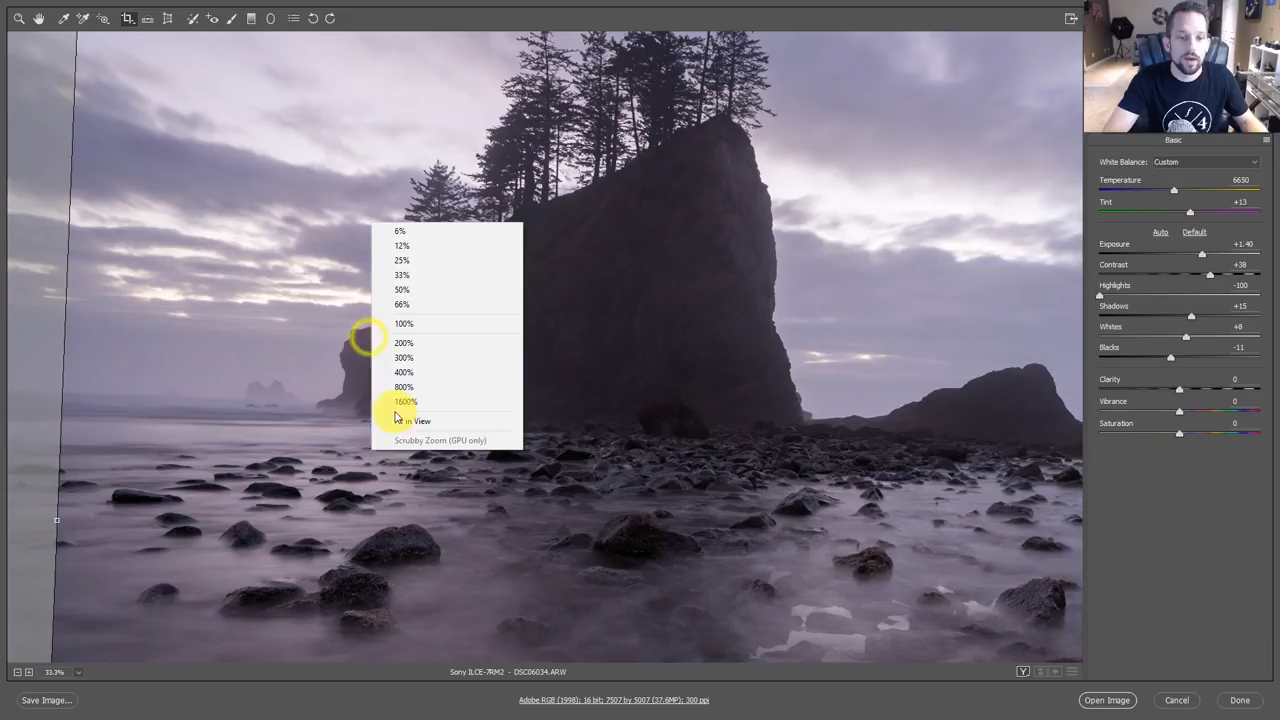 Basic
White Balance: Custom
Temperature 6650
Tint +13
Auto Default
Exposure +1.40
Contrast +38
Highlights -100
Shadows +15
Whites +8
Blacks -11
Clarity 0
Vibrance 0
Saturation 0
6%
12%
25%
33%
50%
66%
100%
200%
300%
400%
800%
1600%
in View
Scrubby Zoom (GPU only)
33.3%
Sony ILCE-7RM2 - DSC06034.ARW
Y
Save Image...
Adobe RGB (1998); 16 bit; 7507 by 5007 (37.6MP); 300 ppi
Open Image
Cancel
Done